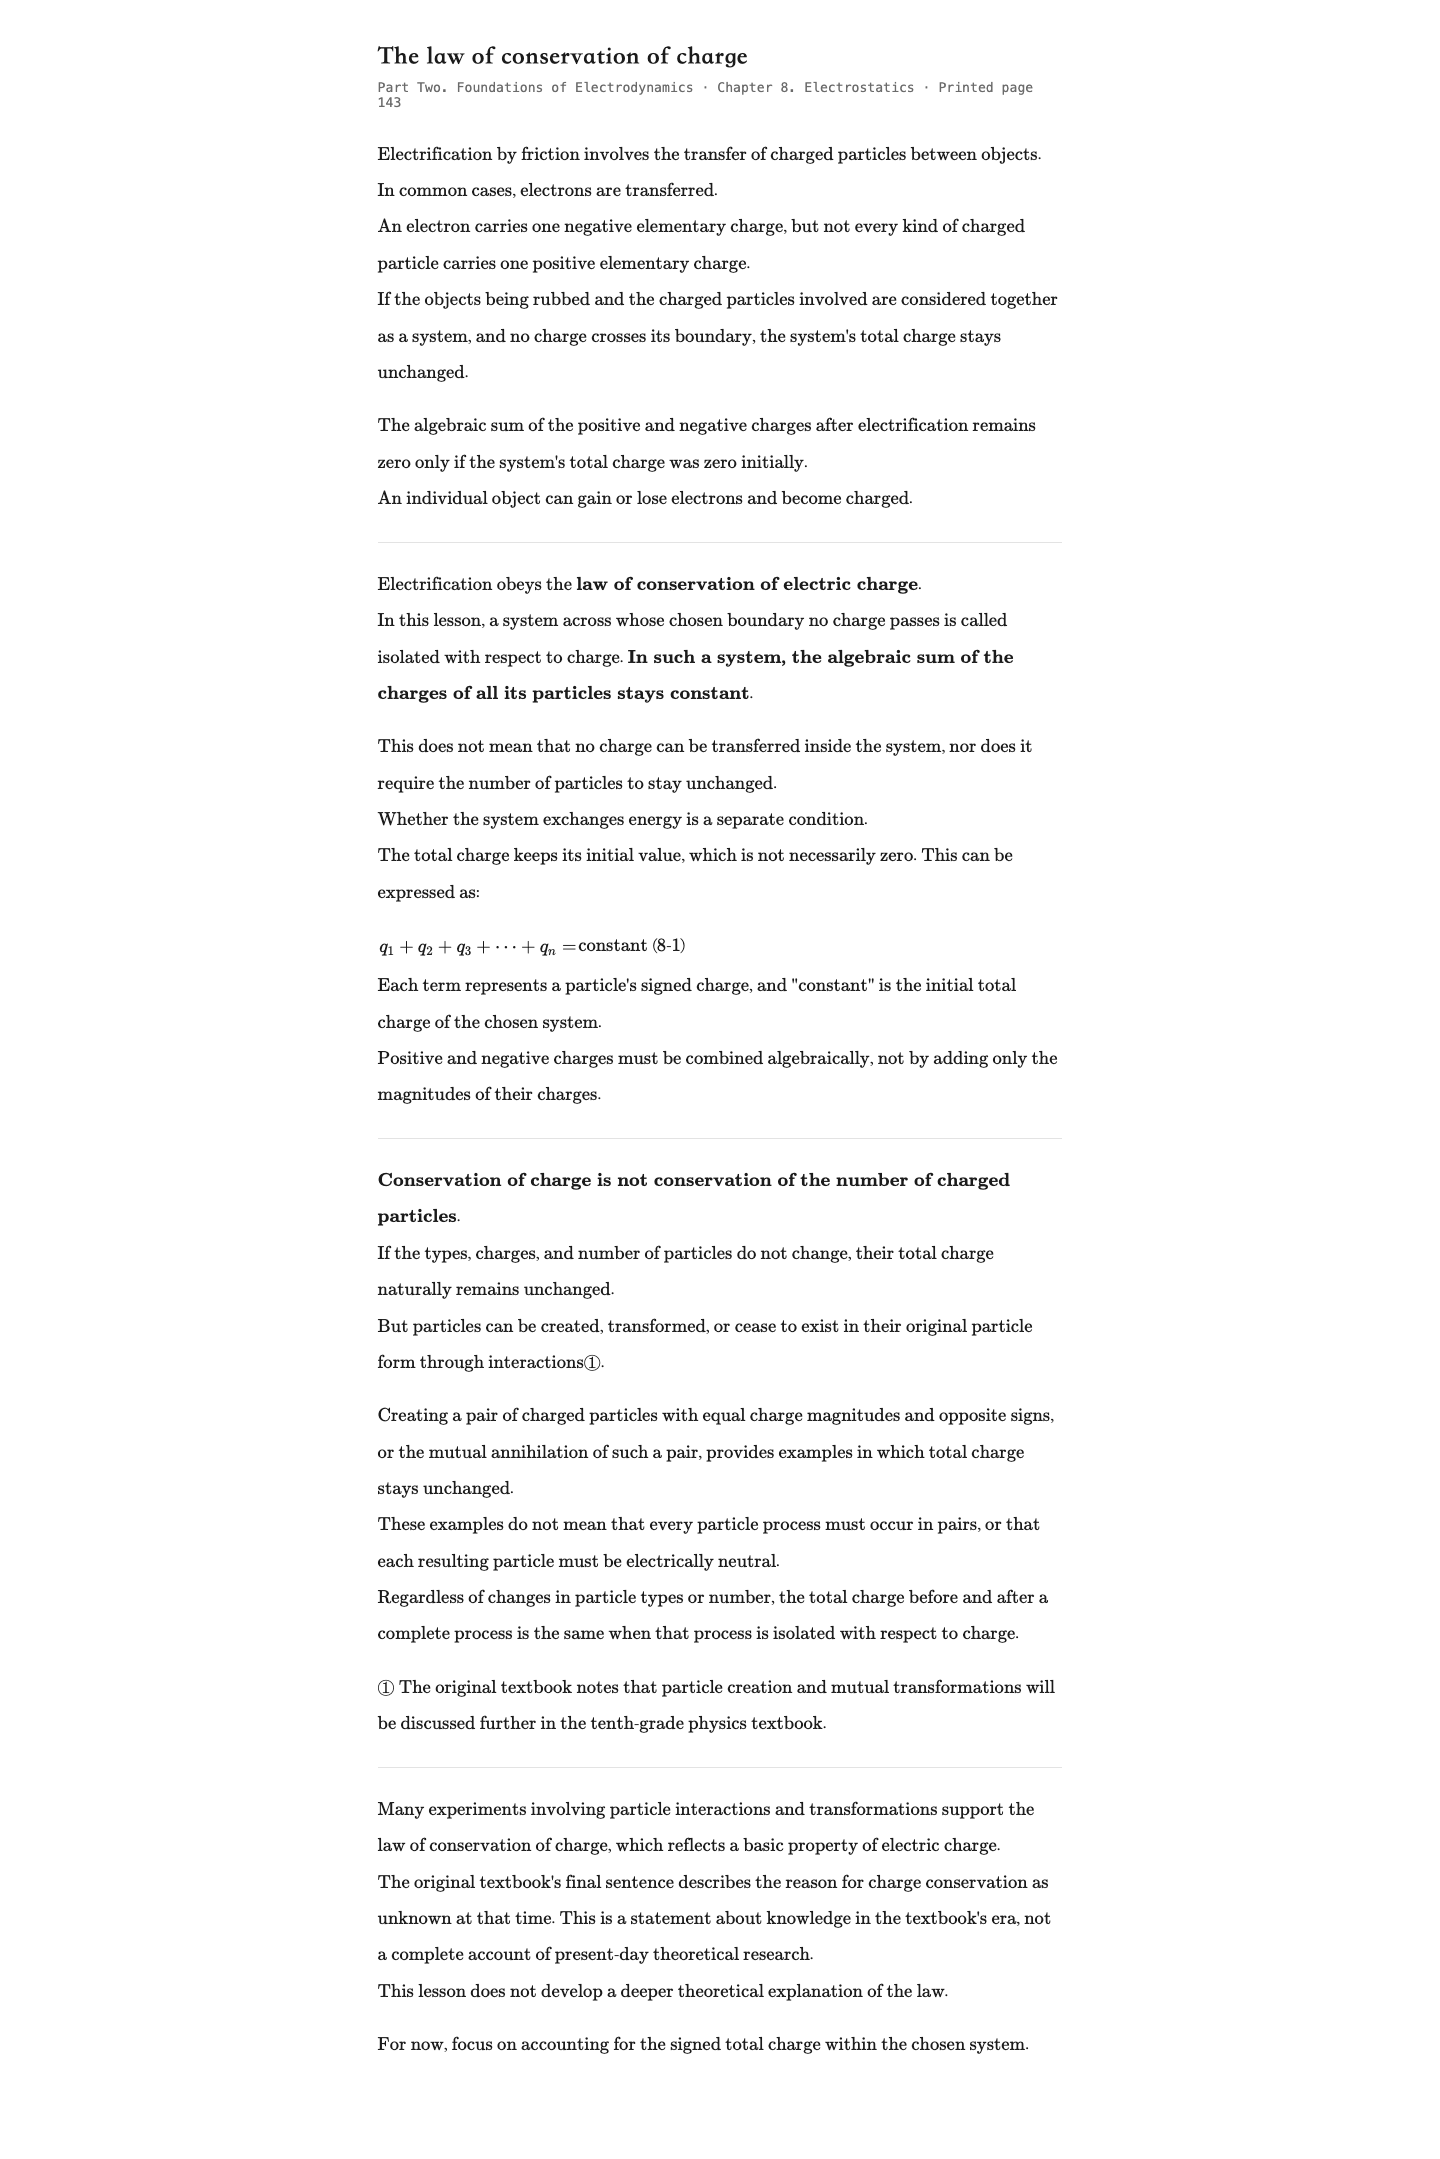 The law of conservation of charge
Part Two. Foundations of Electrodynamics · Chapter 8. Electrostatics · Printed page
143
Electrification by friction involves the transfer of charged particles between objects.
In common cases, electrons are transferred.
An electron carries one negative elementary charge, but not every kind of charged
particle carries one positive elementary charge.
If the objects being rubbed and the charged particles involved are considered together
as a system, and no charge crosses its boundary, the system's total charge stays
unchanged.
The algebraic sum of the positive and negative charges after electrification remains
zero only if the system's total charge was zero initially.
An individual object can gain or lose electrons and become charged.
Electrification obeys the law of conservation of electric charge.
In this lesson, a system across whose chosen boundary no charge passes is called
isolated with respect to charge. In such a system, the algebraic sum of the
charges of all its particles stays constant.
This does not mean that no charge can be transferred inside the system, nor does it
require the number of particles to stay unchanged.
Whether the system exchanges energy is a separate condition.
The total charge keeps its initial value, which is not necessarily zero. This can be
expressed as:
q₁ + q₂ + q₃ + ⋯ + qₙ =constant (8-1)
Each term represents a particle's signed charge, and "constant" is the initial total
charge of the chosen system.
Positive and negative charges must be combined algebraically, not by adding only the
magnitudes of their charges.
Conservation of charge is not conservation of the number of charged
particles.
If the types, charges, and number of particles do not change, their total charge
naturally remains unchanged.
But particles can be created, transformed, or cease to exist in their original particle
form through interactions①.
Creating a pair of charged particles with equal charge magnitudes and opposite signs,
or the mutual annihilation of such a pair, provides examples in which total charge
stays unchanged.
These examples do not mean that every particle process must occur in pairs, or that
each resulting particle must be electrically neutral.
Regardless of changes in particle types or number, the total charge before and after a
complete process is the same when that process is isolated with respect to charge.
① The original textbook notes that particle creation and mutual transformations will
be discussed further in the tenth-grade physics textbook.
Many experiments involving particle interactions and transformations support the
law of conservation of charge, which reflects a basic property of electric charge.
The original textbook's final sentence describes the reason for charge conservation as
unknown at that time. This is a statement about knowledge in the textbook's era, not
a complete account of present-day theoretical research.
This lesson does not develop a deeper theoretical explanation of the law.
For now, focus on accounting for the signed total charge within the chosen system.